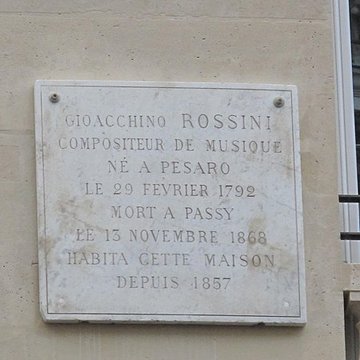 GIOACCHINO ROSSINI
COMPOSITEUR DE MUSIQUE
NÉ A PESARO
LE 29 FÉVRIER 1792
MORT A PASSY
LE 13 NOVEMBRE 1868
HABITA CETTE MAISON
DEPUIS 1857